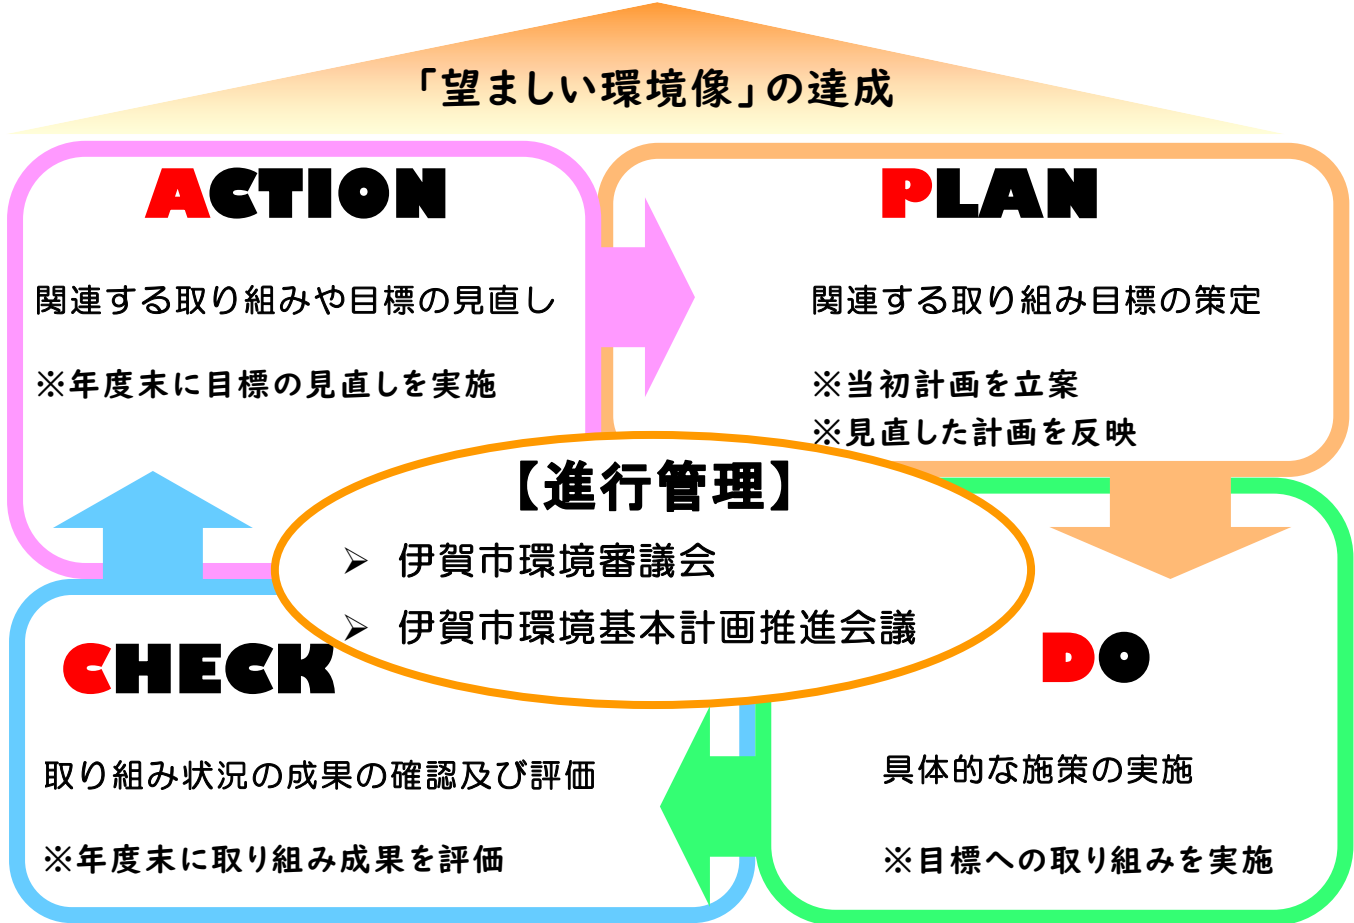 「望ましい環境像」の達成
ACTION
関連する取り組みや目標の見直し
※年度末に目標の見直しを実施
PLAN
関連する取り組み目標の策定
※当初計画を立案
※見直した計画を反映
【進行管理】
➢ 伊賀市環境審議会
➢ 伊賀市環境基本計画推進会議
CHECK
取り組み状況の成果の確認及び評価
※年度末に取り組み成果を評価
DO
具体的な施策の実施
※目標への取り組みを実施